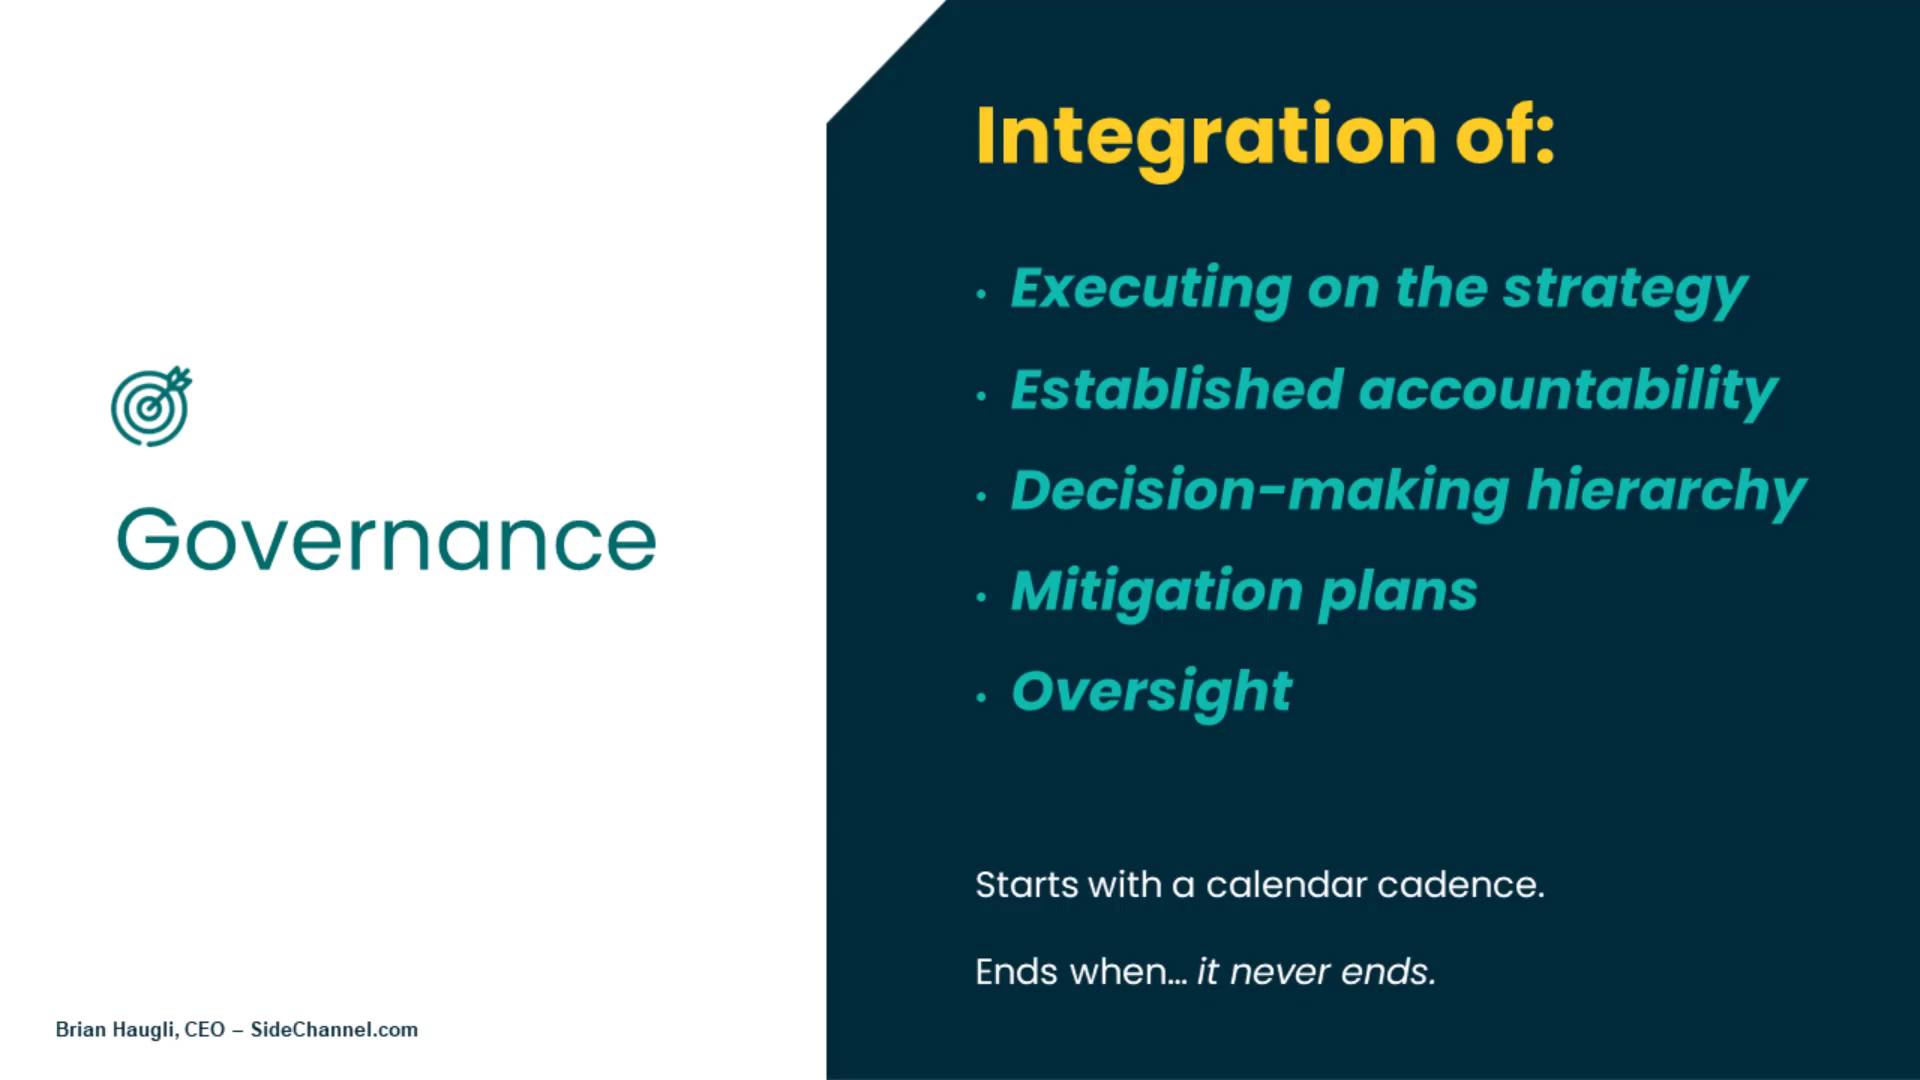 Governance
Brian Haugli, CEO – SideChannel.com
Integration of:
• Executing on the strategy
• Established accountability
• Decision-making hierarchy
• Mitigation plans
• Oversight
Starts with a calendar cadence.
Ends when... it never ends.